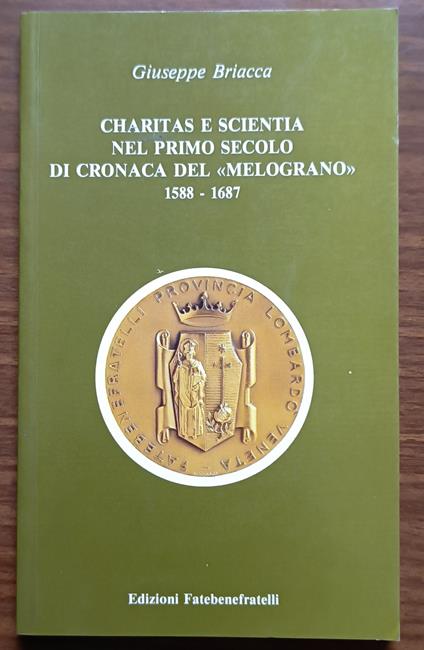 Giuseppe Briacca
CHARITAS E SCIENTIA
NEL PRIMO SECOLO
DI CRONACA DEL «MELOGRANO»
1588 - 1687
FATEBENEFRATELLI PROVINCIA LOMBARDO VENETA
Edizioni Fatebenefratelli